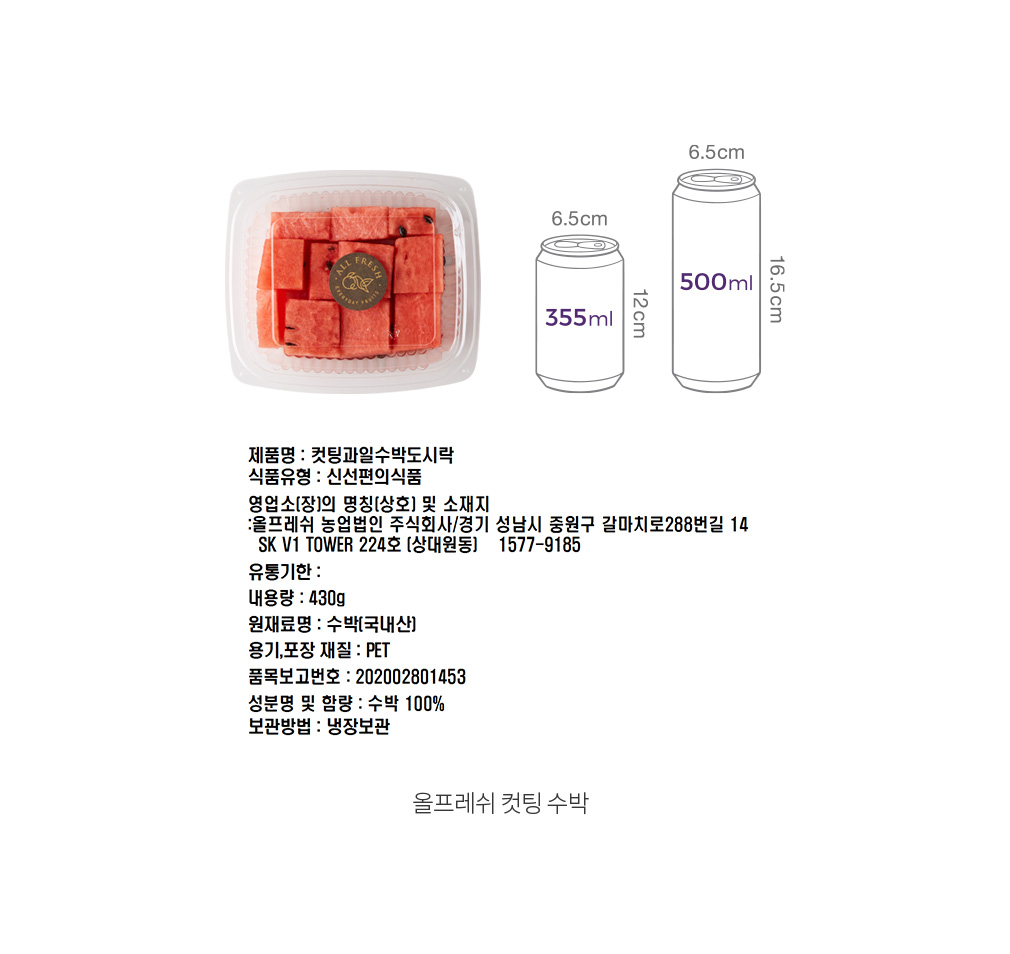 6.5cm
6.5cm
ALL FRESH
EVERYDAY FRUITS
500ml
16.5cm
355ml
12cm
제품명 : 컷팅과일수박도시락
식품유형 : 신선편의식품
영업소(장)의 명칭(상호) 및 소재지
:올프레쉬 농업법인 주식회사/경기 성남시 중원구 갈마치로288번길 14
SK V1 TOWER 224호 (상대원동) 1577-9185
유통기한 :
내용량 : 430g
원재료명 : 수박(국내산)
용기,포장 재질 : PET
품목보고번호 : 202002801453
성분명 및 함량 : 수박 100%
보관방법 : 냉장보관
올프레쉬 컷팅 수박